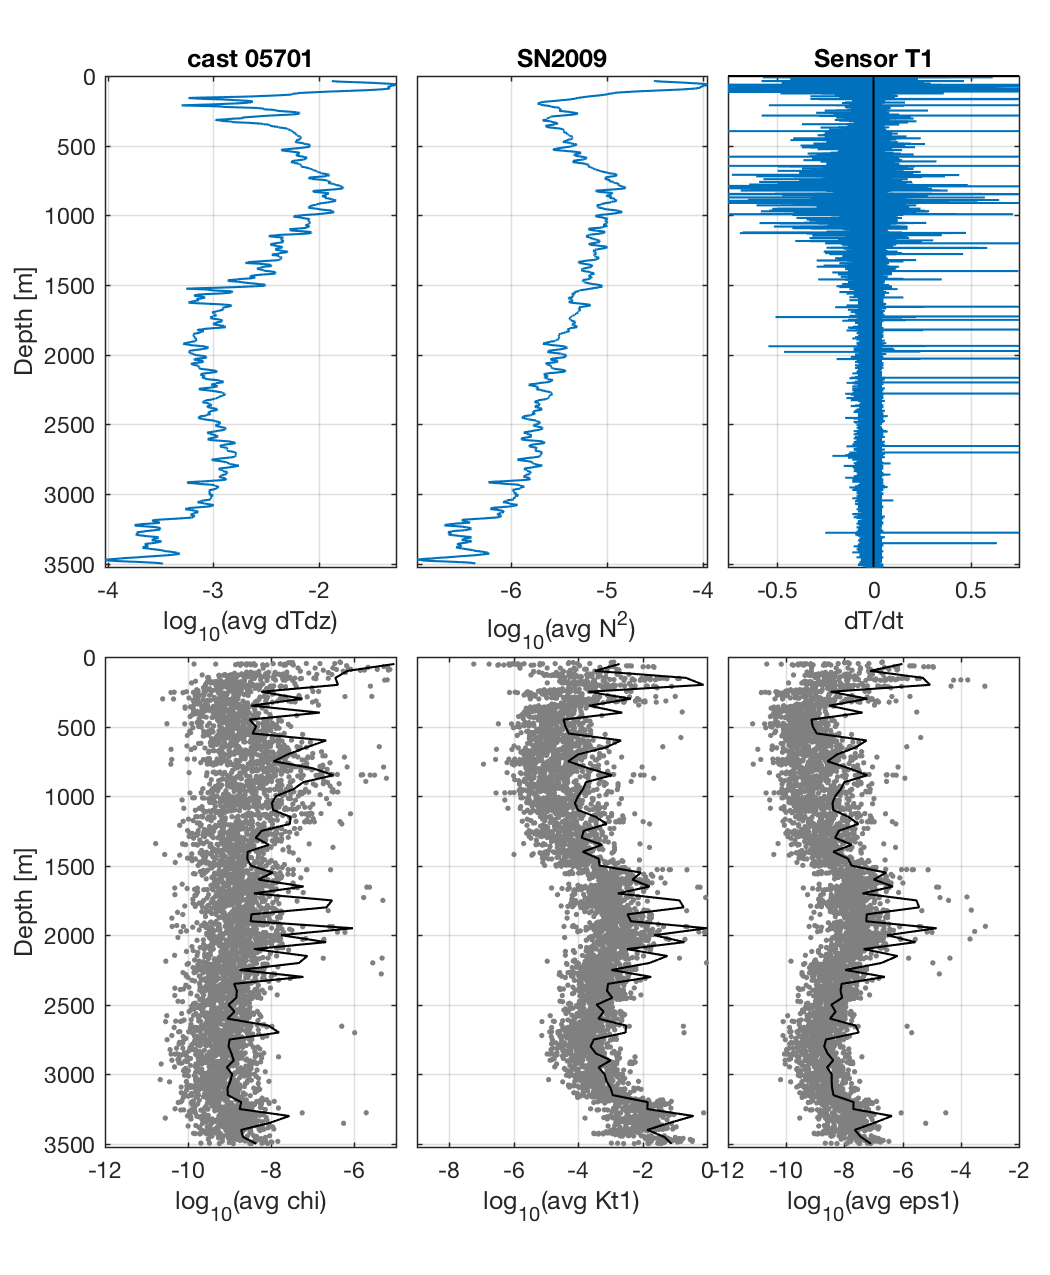 cast 05701 SN2009 Sensor T1
0
500
1000
1500
2000
2500
3000
3500
Depth [m]
-4 -3 -2 -6 -5 -4 -0.5 0 0.5
log10(avg dTdz) log10(avg N2) dT/dt
0
500
1000
1500
2000
2500
3000
3500
Depth [m]
-12 -10 -8 -6 -8 -6 -4 -2 0 -12 -10 -8 -6 -4 -2
log10(avg chi) log10(avg Kt1) log10(avg eps1)